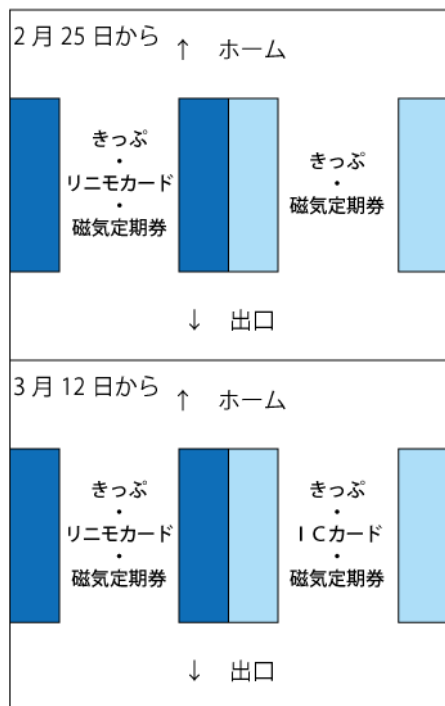 2月25日から
↑ ホーム
きっぷ
・
リニモカード
・
磁気定期券
きっぷ
・
磁気定期券
↓ 出口
3月12日から
↑ ホーム
きっぷ
・
リニモカード
・
磁気定期券
きっぷ
・
ICカード
・
磁気定期券
↓ 出口